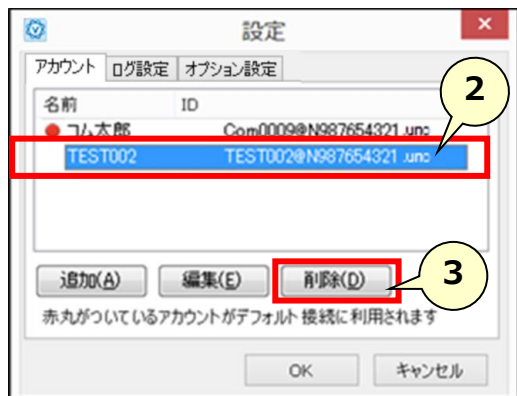 設定
アカウント ログ設定 オプション設定
名前 ID
コム太郎 Com0009@N987654321.unc
TEST002 TEST002@N987654321.unc
2
追加(A) 編集(E) 削除(D)
3
赤丸がついているアカウントがデフォルト接続に利用されます
OK キャンセル